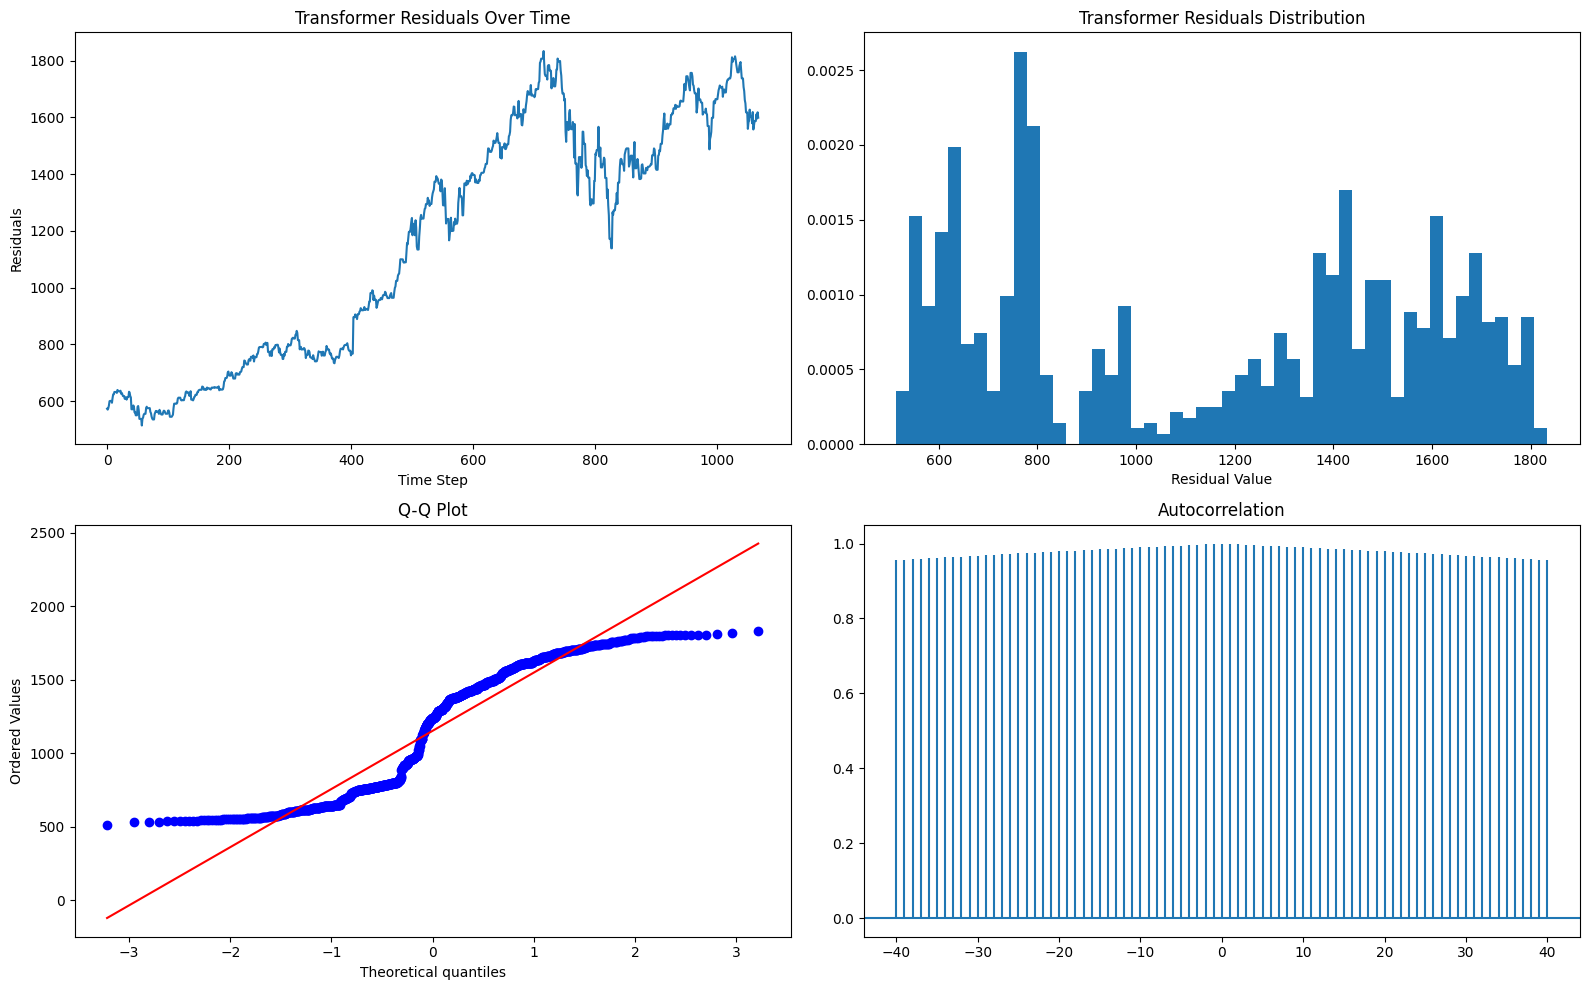 Transformer Residuals Over Time
1800
1600
1400
1200
1000
800
600
Residuals
0 200 400 600 800 1000
Time Step
Transformer Residuals Distribution
0.0025
0.0020
0.0015
0.0010
0.0005
0.0000
600 800 1000 1200 1400 1600 1800
Residual Value
Q-Q Plot
2500
2000
1500
1000
500
0
Ordered Values
−3 −2 −1 0 1 2 3
Theoretical quantiles
Autocorrelation
1.0
0.8
0.6
0.4
0.2
0.0
−40 −30 −20 −10 0 10 20 30 40